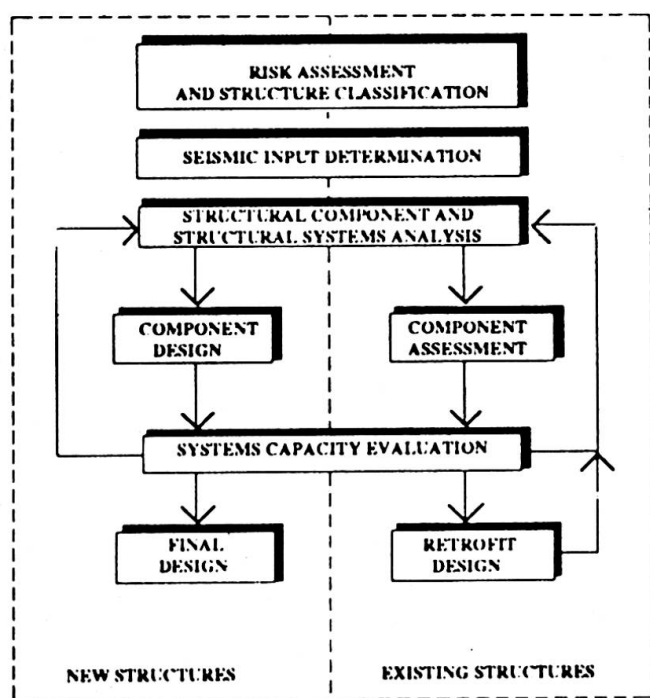 RISK ASSESSMENT
AND STRUCTURE CLASSIFICATION
SEISMIC INPUT DETERMINATION
STRUCTURAL COMPONENT AND
STRUCTURAL SYSTEMS ANALYSIS
COMPONENT
DESIGN
COMPONENT
ASSESSMENT
SYSTEMS CAPACITY EVALUATION
FINAL
DESIGN
RETROFIT
DESIGN
NEW STRUCTURES
EXISTING STRUCTURES